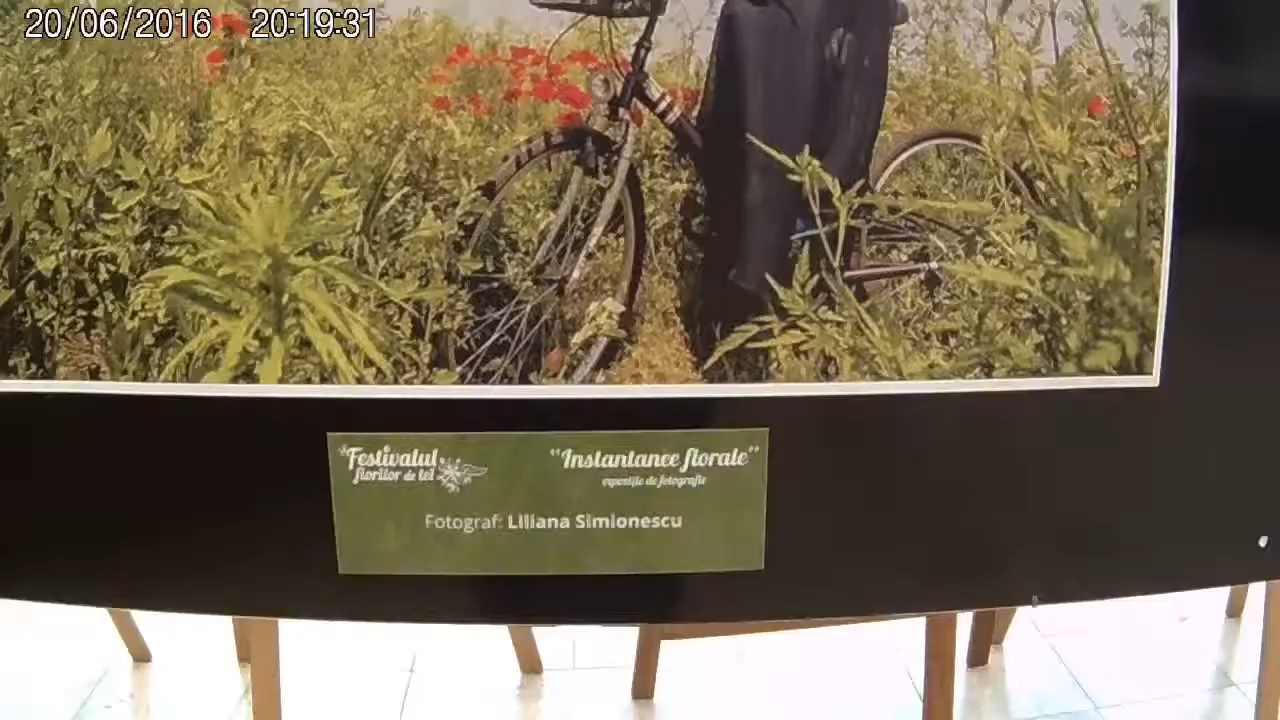 20/06/2016 20:19:31
"Festivalul
florilor de tei
"Instantanee florale"
expoziție de fotografie
Fotograf: Liliana Simionescu